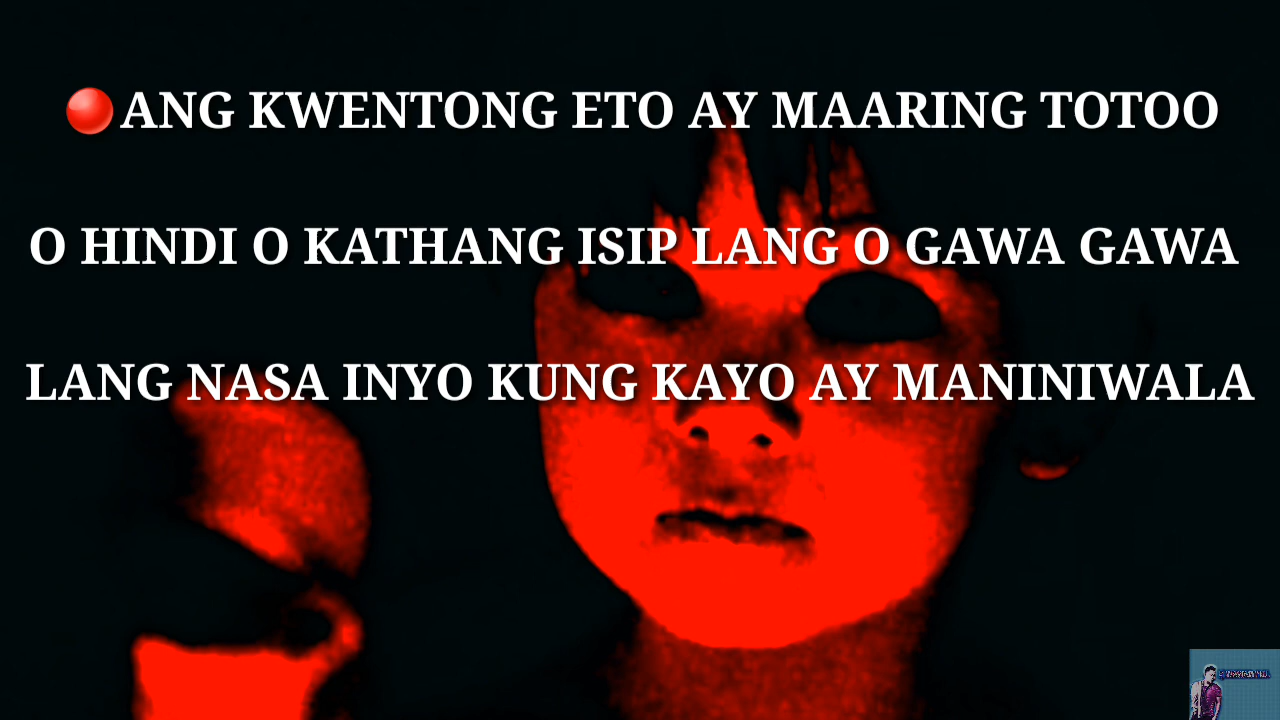 🔴ANG KWENTONG ETO AY MAARING TOTOO
O HINDI O KATHANG ISIP LANG O GAWA GAWA
LANG NASA INYO KUNG KAYO AY MANINIWALA